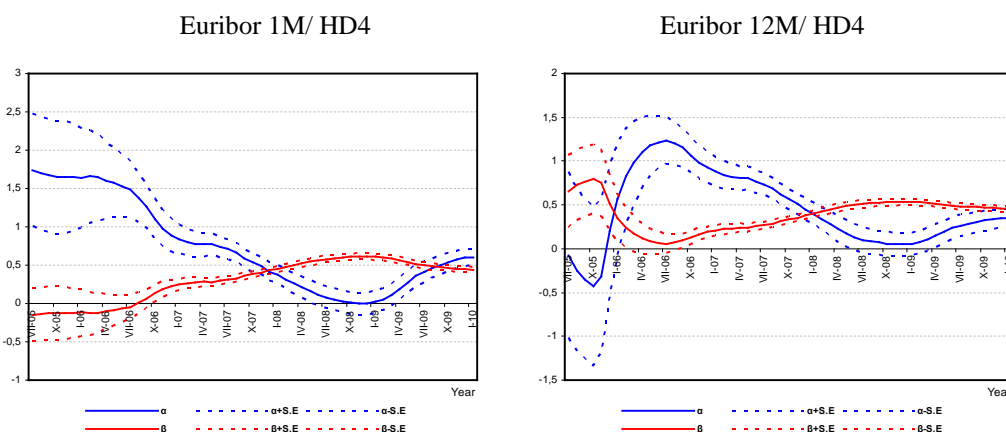 Euribor 1M/ HD4
3
2,5
2
1,5
1
0,5
0
-0,5
-1
VII-05 X-05 I-06 IV-06 VII-06 X-06 I-07 IV-07 VII-07 X-07 I-08 IV-08 VII-08 X-08 I-09 IV-09 VII-09 X-09 I-10
Year
α α+S.E α-S.E
β β+S.E β-S.E
Euribor 12M/ HD4
2
1,5
1
0,5
0
-0,5
-1
-1,5
VII-05 X-05 I-06 IV-06 VII-06 X-06 I-07 IV-07 VII-07 X-07 I-08 IV-08 VII-08 X-08 I-09 IV-09 VII-09 X-09
Yea
α α+S.E α-S.E
β β+S.E β-S.E